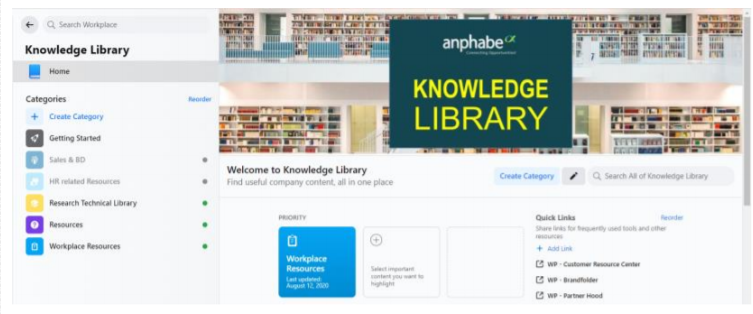 Search Workplace
Knowledge Library
Home
Categories
Reorder
Create Category
Getting Started
Sales & BD
HR related Resources
Research Technical Library
Resources
Workplace Resources
anphabe
KNOWLEDGE
LIBRARY
Welcome to Knowledge Library
Find useful company content, all in one place
Create Category
Search All of Knowledge Library
PRIORITY
Workplace
Resources
Last updated:
August 12, 2020
Select important
content you want to
highlight
Quick Links
Reorder
Share links for frequently used tools and other
resources
Add Link
WP - Customer Resource Center
WP - Brandfolder
WP - Partner Hood